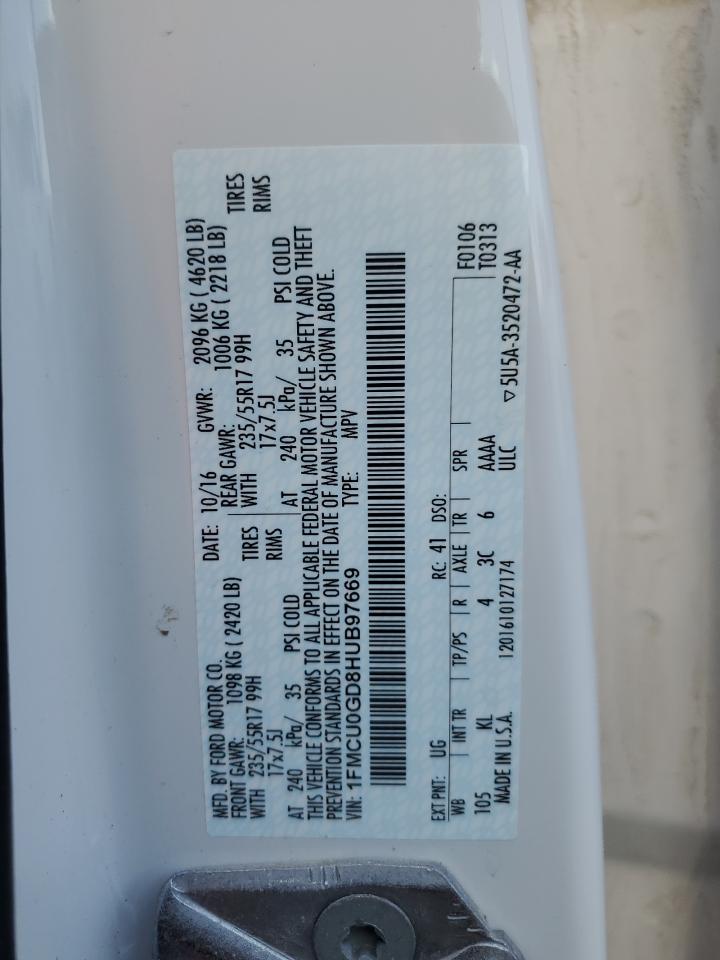 MFD. BY FORD MOTOR CO.
DATE: 10/16 GVWR: 2096 KG ( 4620 LB)
FRONT GAWR: 1098 KG ( 2420 LB) REAR GAWR: 1006 KG ( 2218 LB)
WITH 235/55R17 99H TIRES WITH 235/55R17 99H TIRES
17x7.5J RIMS 17x7.5J RIMS
AT 240 kPa/ 35 PSI COLD AT 240 kPa/ 35 PSI COLD
THIS VEHICLE CONFORMS TO ALL APPLICABLE FEDERAL MOTOR VEHICLE SAFETY AND THEFT
PREVENTION STANDARDS IN EFFECT ON THE DATE OF MANUFACTURE SHOWN ABOVE.
VIN: 1FMCU0GD8HUB97669 TYPE: MPV
EXT PNT: UG RC: 41 DSO: F0106
WB INT TR TP/PS R AXLE TR SPR T0313
105 KL 4 3C 6 AAAA
MADE IN U.S.A. 1201610127174 ULC ▽5U5A-3520472-AA